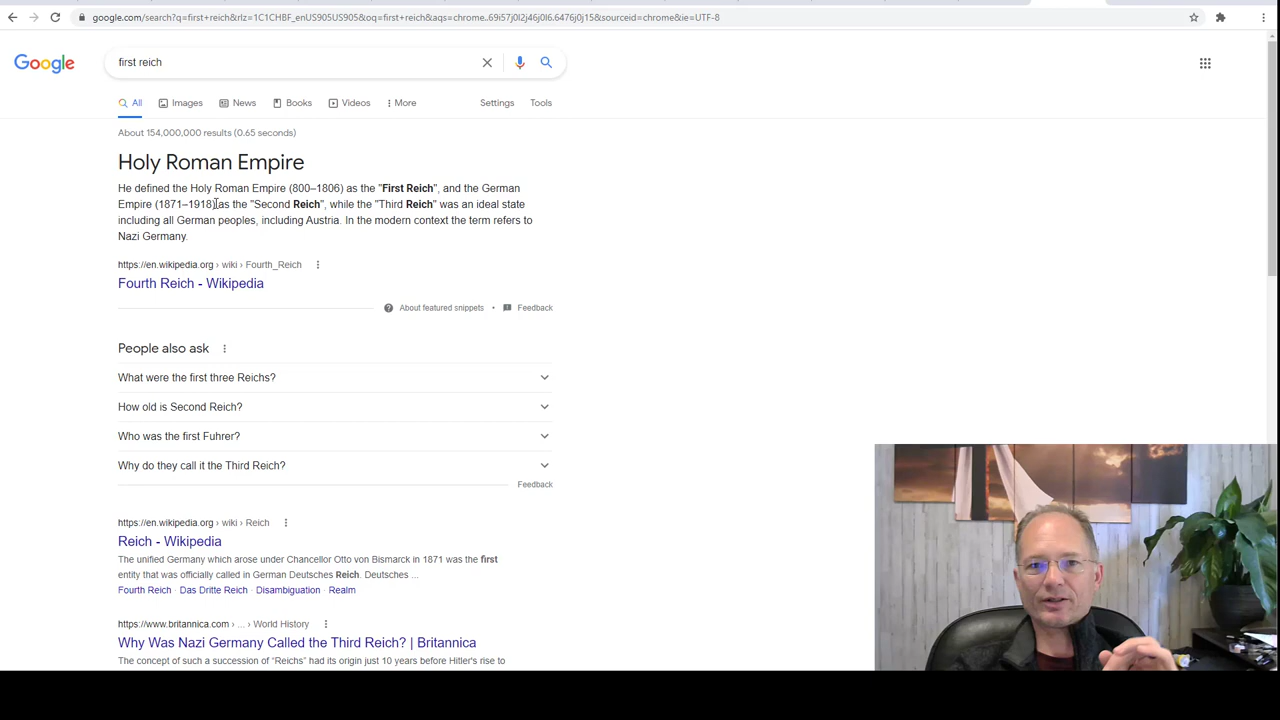 google.com/search?q=first+reich&rlz=1C1CHBF_enUS905US905&oq=first+reich&aqs=chrome..69i57j0l2j46j0l6.6476j0j15&sourceid=chrome&ie=UTF-8
Google
first reich
All Images News Books Videos More Settings Tools
About 154,000,000 results (0.65 seconds)
Holy Roman Empire
He defined the Holy Roman Empire (800–1806) as the "First Reich", and the German
Empire (1871–1918) as the "Second Reich", while the "Third Reich" was an ideal state
including all German peoples, including Austria. In the modern context the term refers to
Nazi Germany.
https://en.wikipedia.org › wiki › Fourth_Reich
Fourth Reich - Wikipedia
About featured snippets • Feedback
People also ask
What were the first three Reichs?
How old is Second Reich?
Who was the first Fuhrer?
Why do they call it the Third Reich?
Feedback
https://en.wikipedia.org › wiki › Reich
Reich - Wikipedia
The unified Germany which arose under Chancellor Otto von Bismarck in 1871 was the first
entity that was officially called in German Deutsches Reich. Deutsches ...
Fourth Reich · Das Dritte Reich · Disambiguation · Realm
https://www.britannica.com › ... › World History
Why Was Nazi Germany Called the Third Reich? | Britannica
The concept of such a succession of "Reichs" had its origin just 10 years before Hitler's rise to